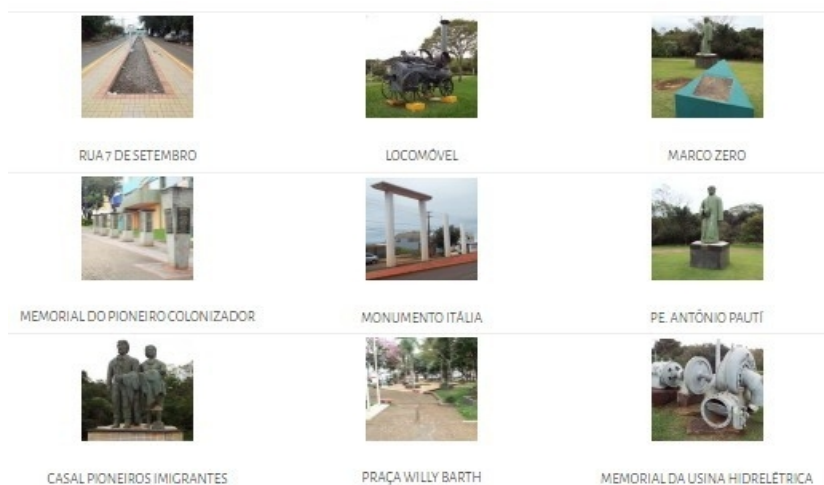 RUA 7 DE SETEMBRO
LOCOMÓVEL
MARCO ZERO
MEMORIAL DO PIONEIRO COLONIZADOR
MONUMENTO ITÁLIA
PE. ANTÔNIO PAUTÍ
CASAL PIONEIROS IMIGRANTES
PRAÇA WILLY BARTH
MEMORIAL DA USINA HIDRELÉTRICA